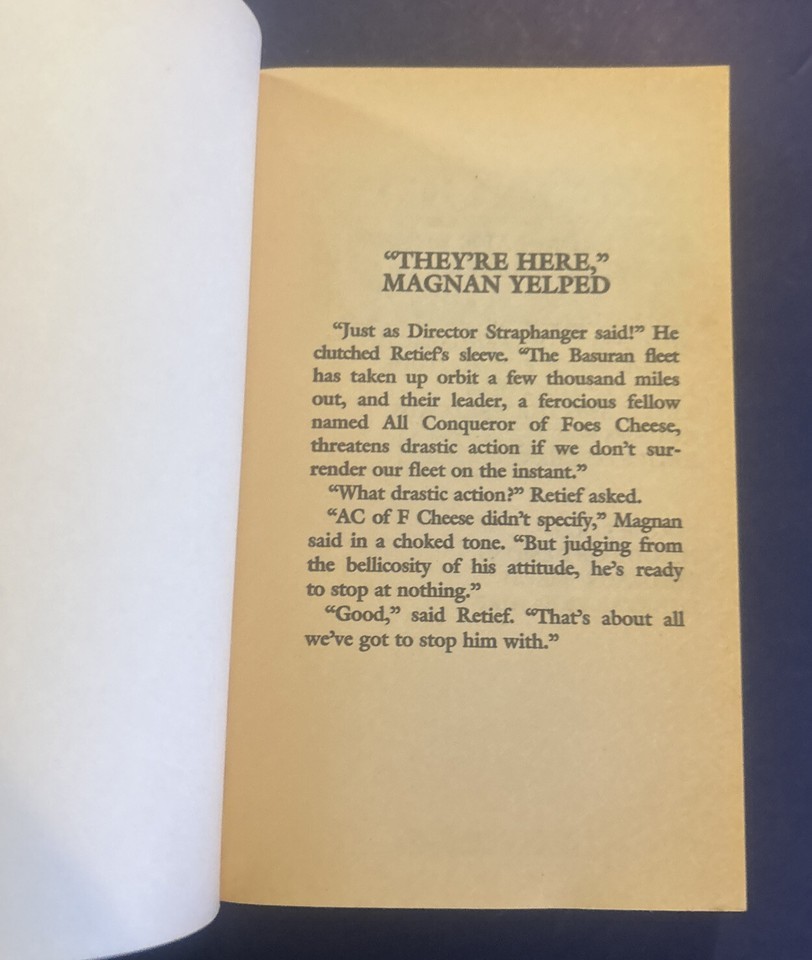 “THEY’RE HERE,”
MAGNAN YELPED
“Just as Director Straphanger said!” He
clutched Retief’s sleeve. “The Basuran fleet
has taken up orbit a few thousand miles
out, and their leader, a ferocious fellow
named All Conqueror of Foes Cheese,
threatens drastic action if we don’t sur-
render our fleet on the instant.”
“What drastic action?” Retief asked.
“AC of F Cheese didn’t specify,” Magnan
said in a choked tone. “But judging from
the bellicosity of his attitude, he’s ready
to stop at nothing.”
“Good,” said Retief. “That’s about all
we’ve got to stop him with.”